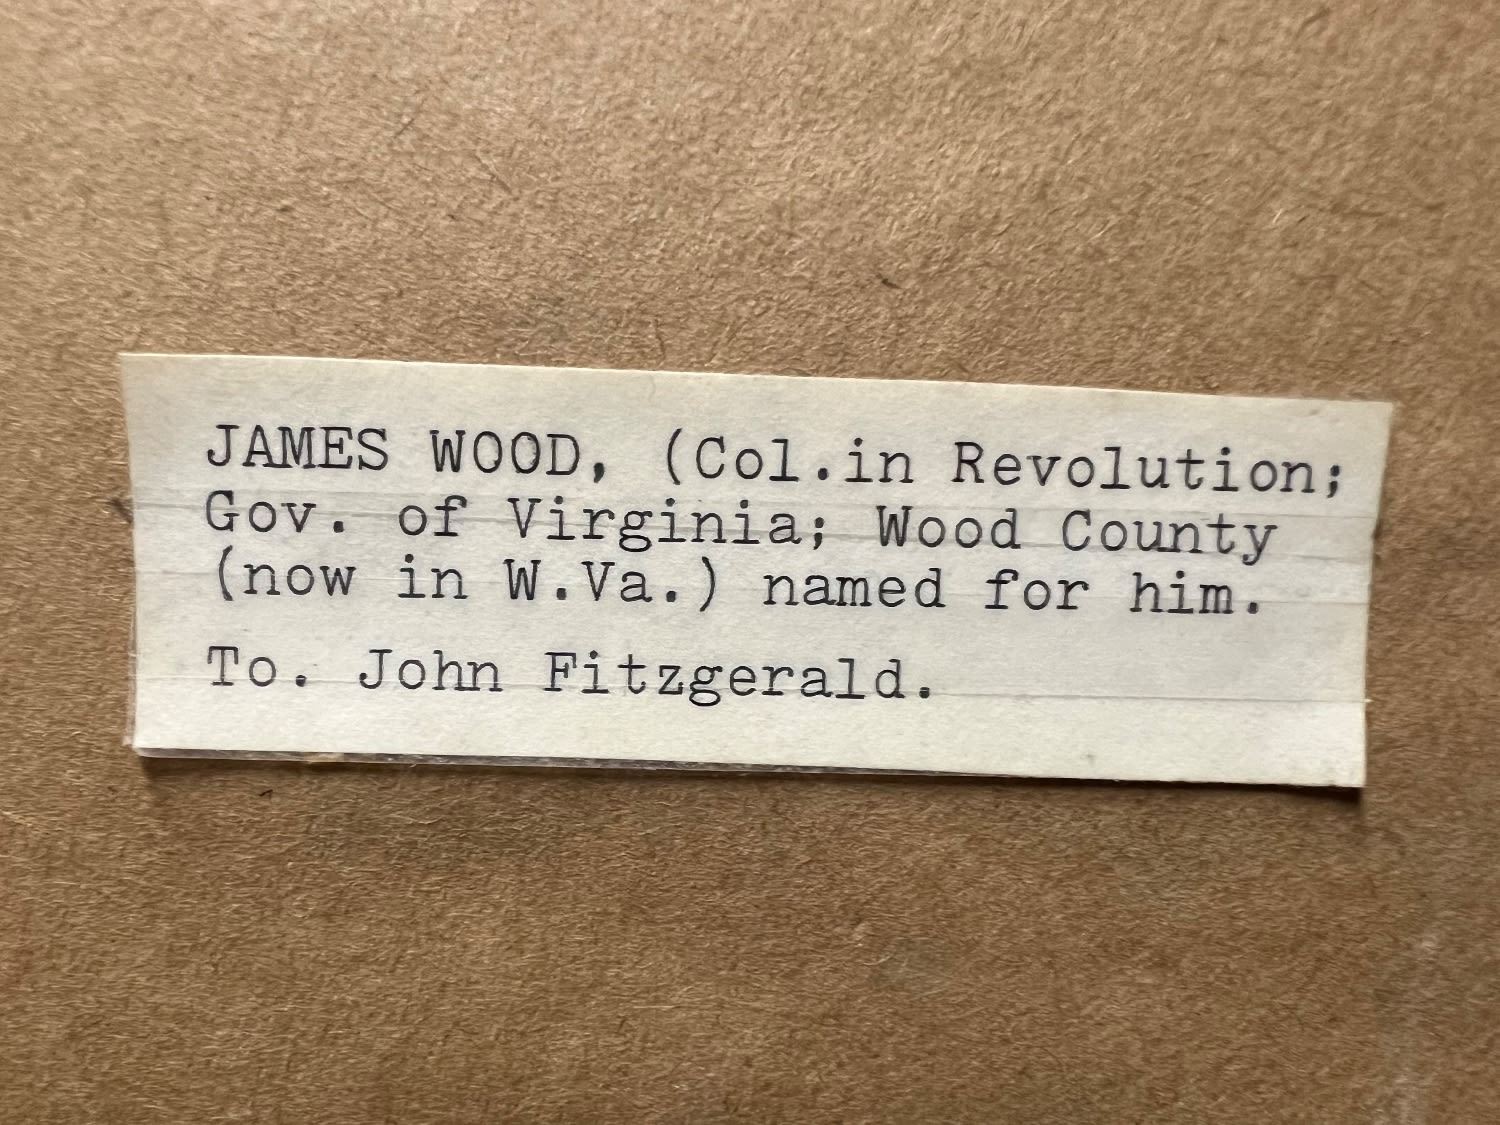 JAMES WOOD, (Col.in Revolution;
Gov. of Virginia; Wood County
(now in W.Va.) named for him.
To. John Fitzgerald.